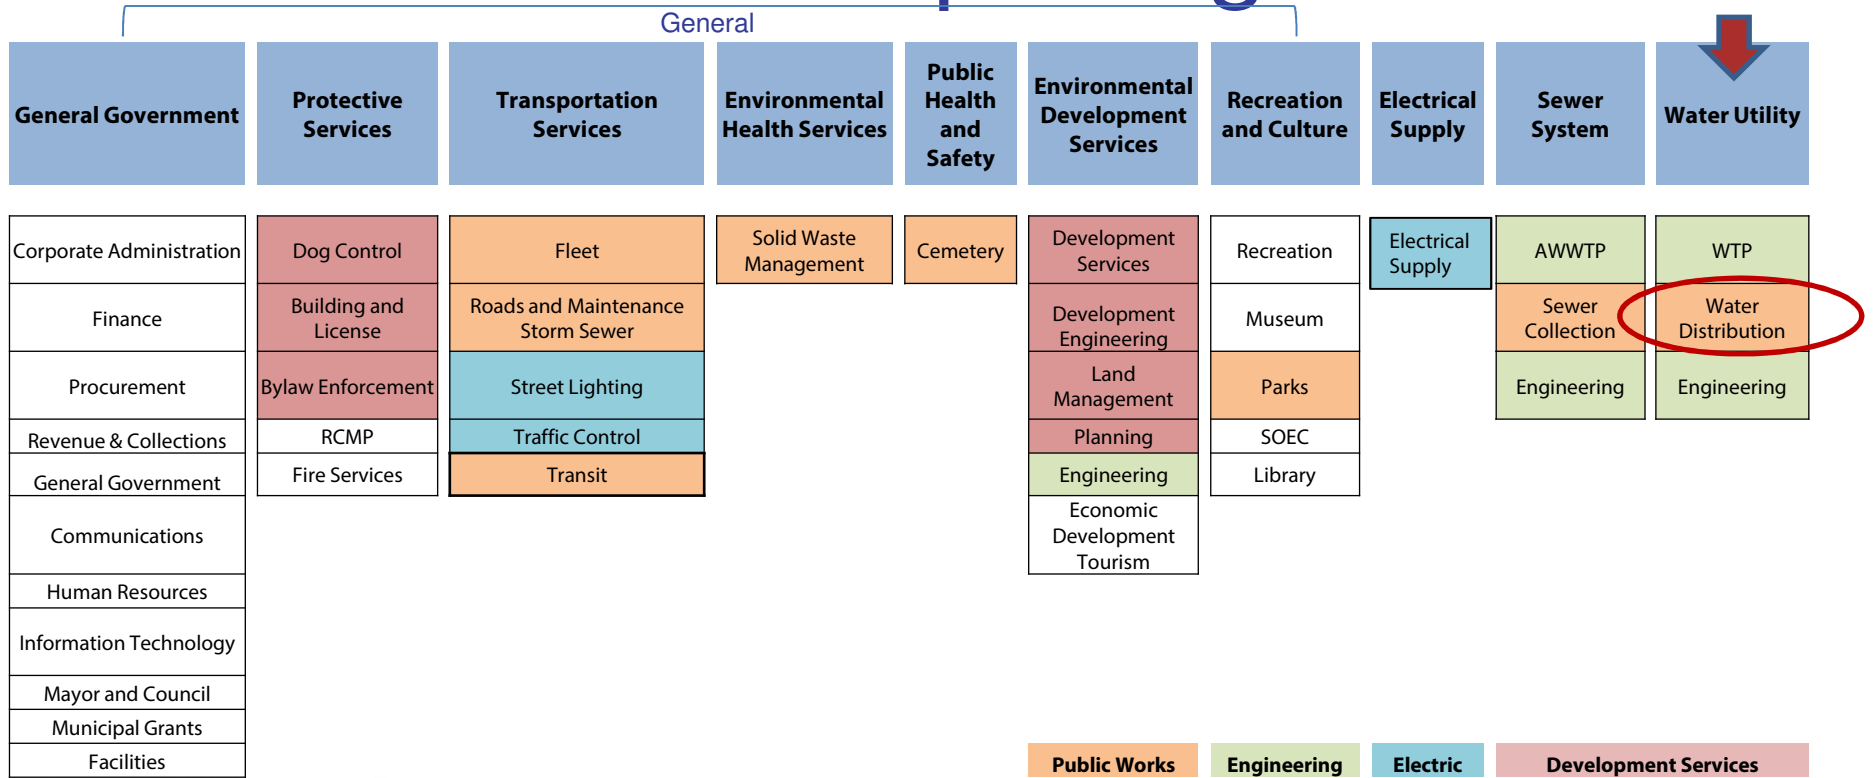 General
General Government
Protective
Services
Transportation
Services
Environmental
Health Services
Public
Health
and
Safety
Environmental
Development
Services
Recreation
and Culture
Electrical
Supply
Sewer
System
Water Utility
Corporate Administration
Finance
Procurement
Revenue & Collections
General Government
Communications
Human Resources
Information Technology
Mayor and Council
Municipal Grants
Facilities
Dog Control
Building and
License
Bylaw Enforcement
RCMP
Fire Services
Fleet
Roads and Maintenance
Storm Sewer
Street Lighting
Traffic Control
Transit
Solid Waste
Management
Cemetery
Development
Services
Development
Engineering
Land
Management
Planning
Engineering
Economic
Development
Tourism
Recreation
Museum
Parks
SOEC
Library
Electrical
Supply
AWWTP
Sewer
Collection
Engineering
WTP
Water
Distribution
Engineering
Public Works
Engineering
Electric
Development Services